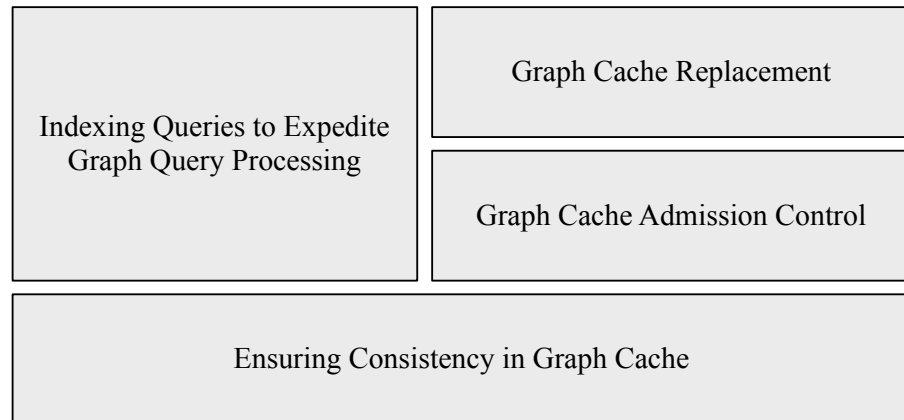 Indexing Queries to Expedite
Graph Query Processing
Graph Cache Replacement
Graph Cache Admission Control
Ensuring Consistency in Graph Cache